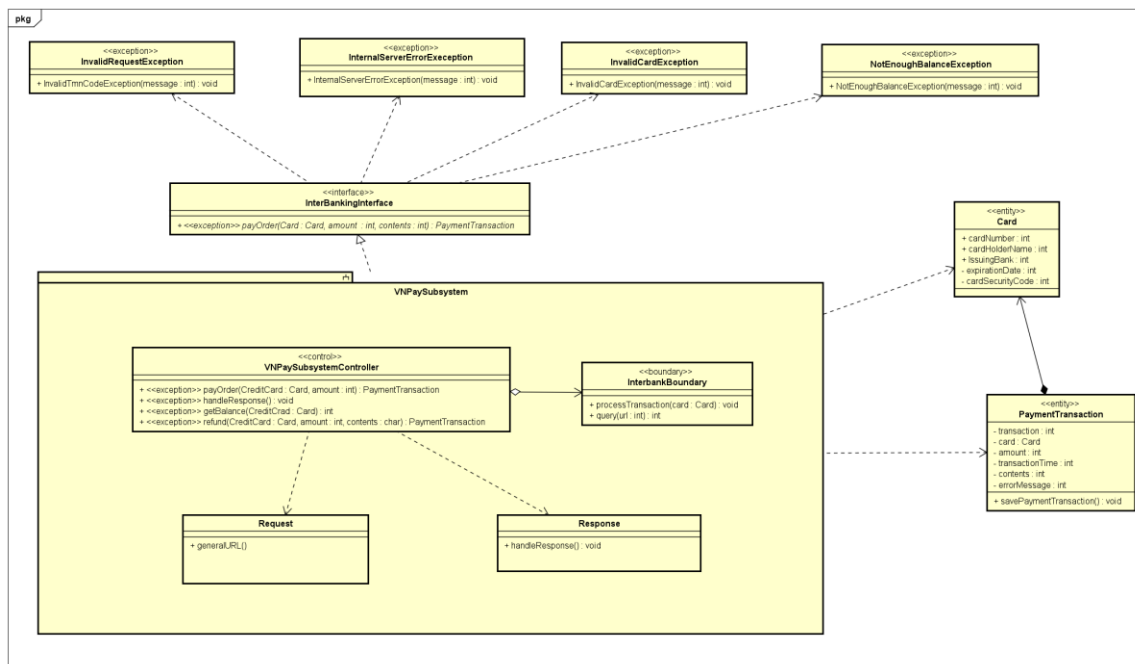 pkg
<<exception>>
InvalidRequestException
+ InvalidTmnCodeException(message : int) : void
<<exception>>
InternalServerErrorExeception
+ InternalServerErrorExeception(message : int) : void
<<exception>>
InvalidCardException
+ InvalidCardException(message : int) : void
<<exception>>
NotEnoughBalanceException
+ NotEnoughBalanceException(message : int) : void
<<interface>>
InterBankingInterface
+ <<exception>> payOrder(Card : Card, amount : int, contents : int) : PaymentTransaction
<<entity>>
Card
+ cardNumber : int
+ cardHolderName : int
+ IssuingBank : int
- expirationDate : int
- cardSecurityCode : int
VNPaySubsystem
<<control>>
VNPaySubsystemController
+ <<exception>> payOrder(CreditCard : Card, amount : int) : PaymentTransaction
+ <<exception>> handleResponse() : void
+ <<exception>> getBalance(CreditCrad : Card) : int
+ <<exception>> refund(CreditCard : Card, amount : int, contents : char) : PaymentTransaction
<<boundary>>
InterbankBoundary
+ processTransaction(card : Card) : void
+ query(url : int) : int
<<entity>>
PaymentTransaction
- transaction : int
- card : Card
- amount : int
- transactionTime : int
- contents : int
- errorMessage : int
+ savePaymentTransaction() : void
Request
+ generalURL()
Response
+ handleResponse() : void